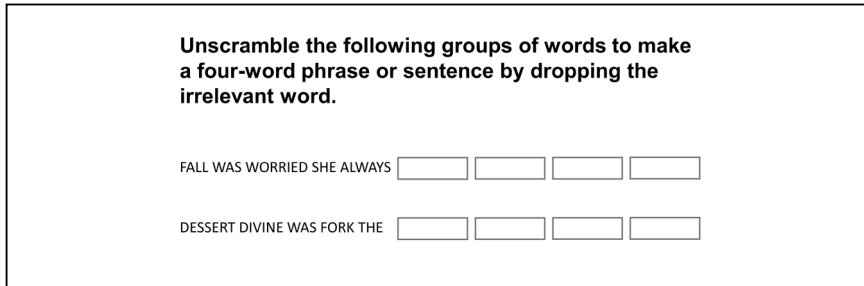 Unscramble the following groups of words to make
a four-word phrase or sentence by dropping the
irrelevant word.
FALL WAS WORRIED SHE ALWAYS
DESSERT DIVINE WAS FORK THE